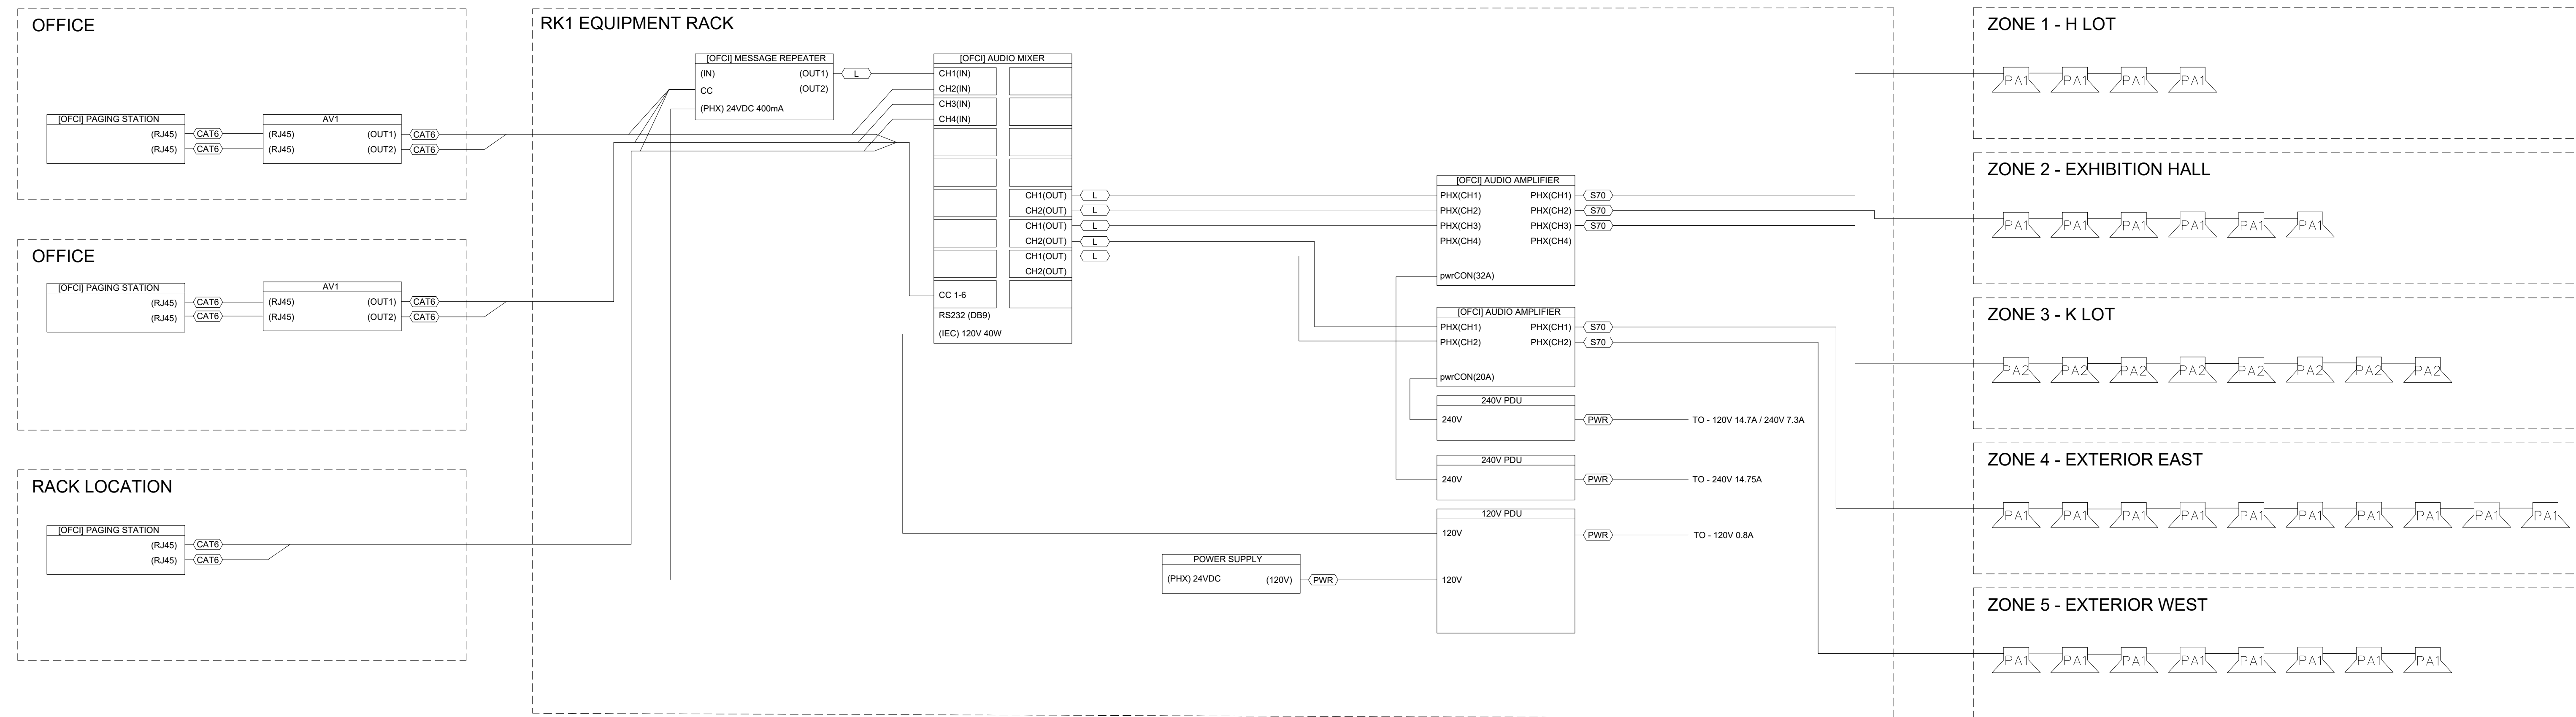 OFFICE
[OFCI] PAGING STATION
(RJ45)
(RJ45)
CAT6
CAT6
AV1
(RJ45)
(RJ45)
(OUT1)
(OUT2)
CAT6
CAT6
OFFICE
[OFCI] PAGING STATION
(RJ45)
(RJ45)
CAT6
CAT6
AV1
(RJ45)
(RJ45)
(OUT1)
(OUT2)
CAT6
CAT6
RACK LOCATION
[OFCI] PAGING STATION
(RJ45)
(RJ45)
CAT6
CAT6
RK1 EQUIPMENT RACK
[OFCI] MESSAGE REPEATER
(IN)
CC
(PHX) 24VDC 400mA
(OUT1)
(OUT2)
L
[OFCI] AUDIO MIXER
CH1(IN)
CH2(IN)
CH3(IN)
CH4(IN)
CH1(OUT)
CH2(OUT)
CH1(OUT)
CH2(OUT)
CH1(OUT)
CH2(OUT)
L
L
L
L
L
CC 1-6
RS232 (DB9)
(IEC) 120V 40W
[OFCI] AUDIO AMPLIFIER
PHX(CH1)
PHX(CH2)
PHX(CH3)
PHX(CH4)
pwrCON(32A)
PHX(CH1)
PHX(CH2)
PHX(CH3)
PHX(CH4)
S70
S70
S70
[OFCI] AUDIO AMPLIFIER
PHX(CH1)
PHX(CH2)
pwrCON(20A)
PHX(CH1)
PHX(CH2)
S70
S70
240V PDU
240V
PWR
TO - 120V 14.7A / 240V 7.3A
240V PDU
240V
PWR
TO - 240V 14.75A
120V PDU
120V
120V
PWR
TO - 120V 0.8A
POWER SUPPLY
(PHX) 24VDC
(120V)
PWR
ZONE 1 - H LOT
PA1 PA1 PA1 PA1
ZONE 2 - EXHIBITION HALL
PA1 PA1 PA1 PA1 PA1 PA1
ZONE 3 - K LOT
PA2 PA2 PA2 PA2 PA2 PA2 PA2 PA2
ZONE 4 - EXTERIOR EAST
PA1 PA1 PA1 PA1 PA1 PA1 PA1 PA1 PA1 PA1
ZONE 5 - EXTERIOR WEST
PA1 PA1 PA1 PA1 PA1 PA1 PA1 PA1